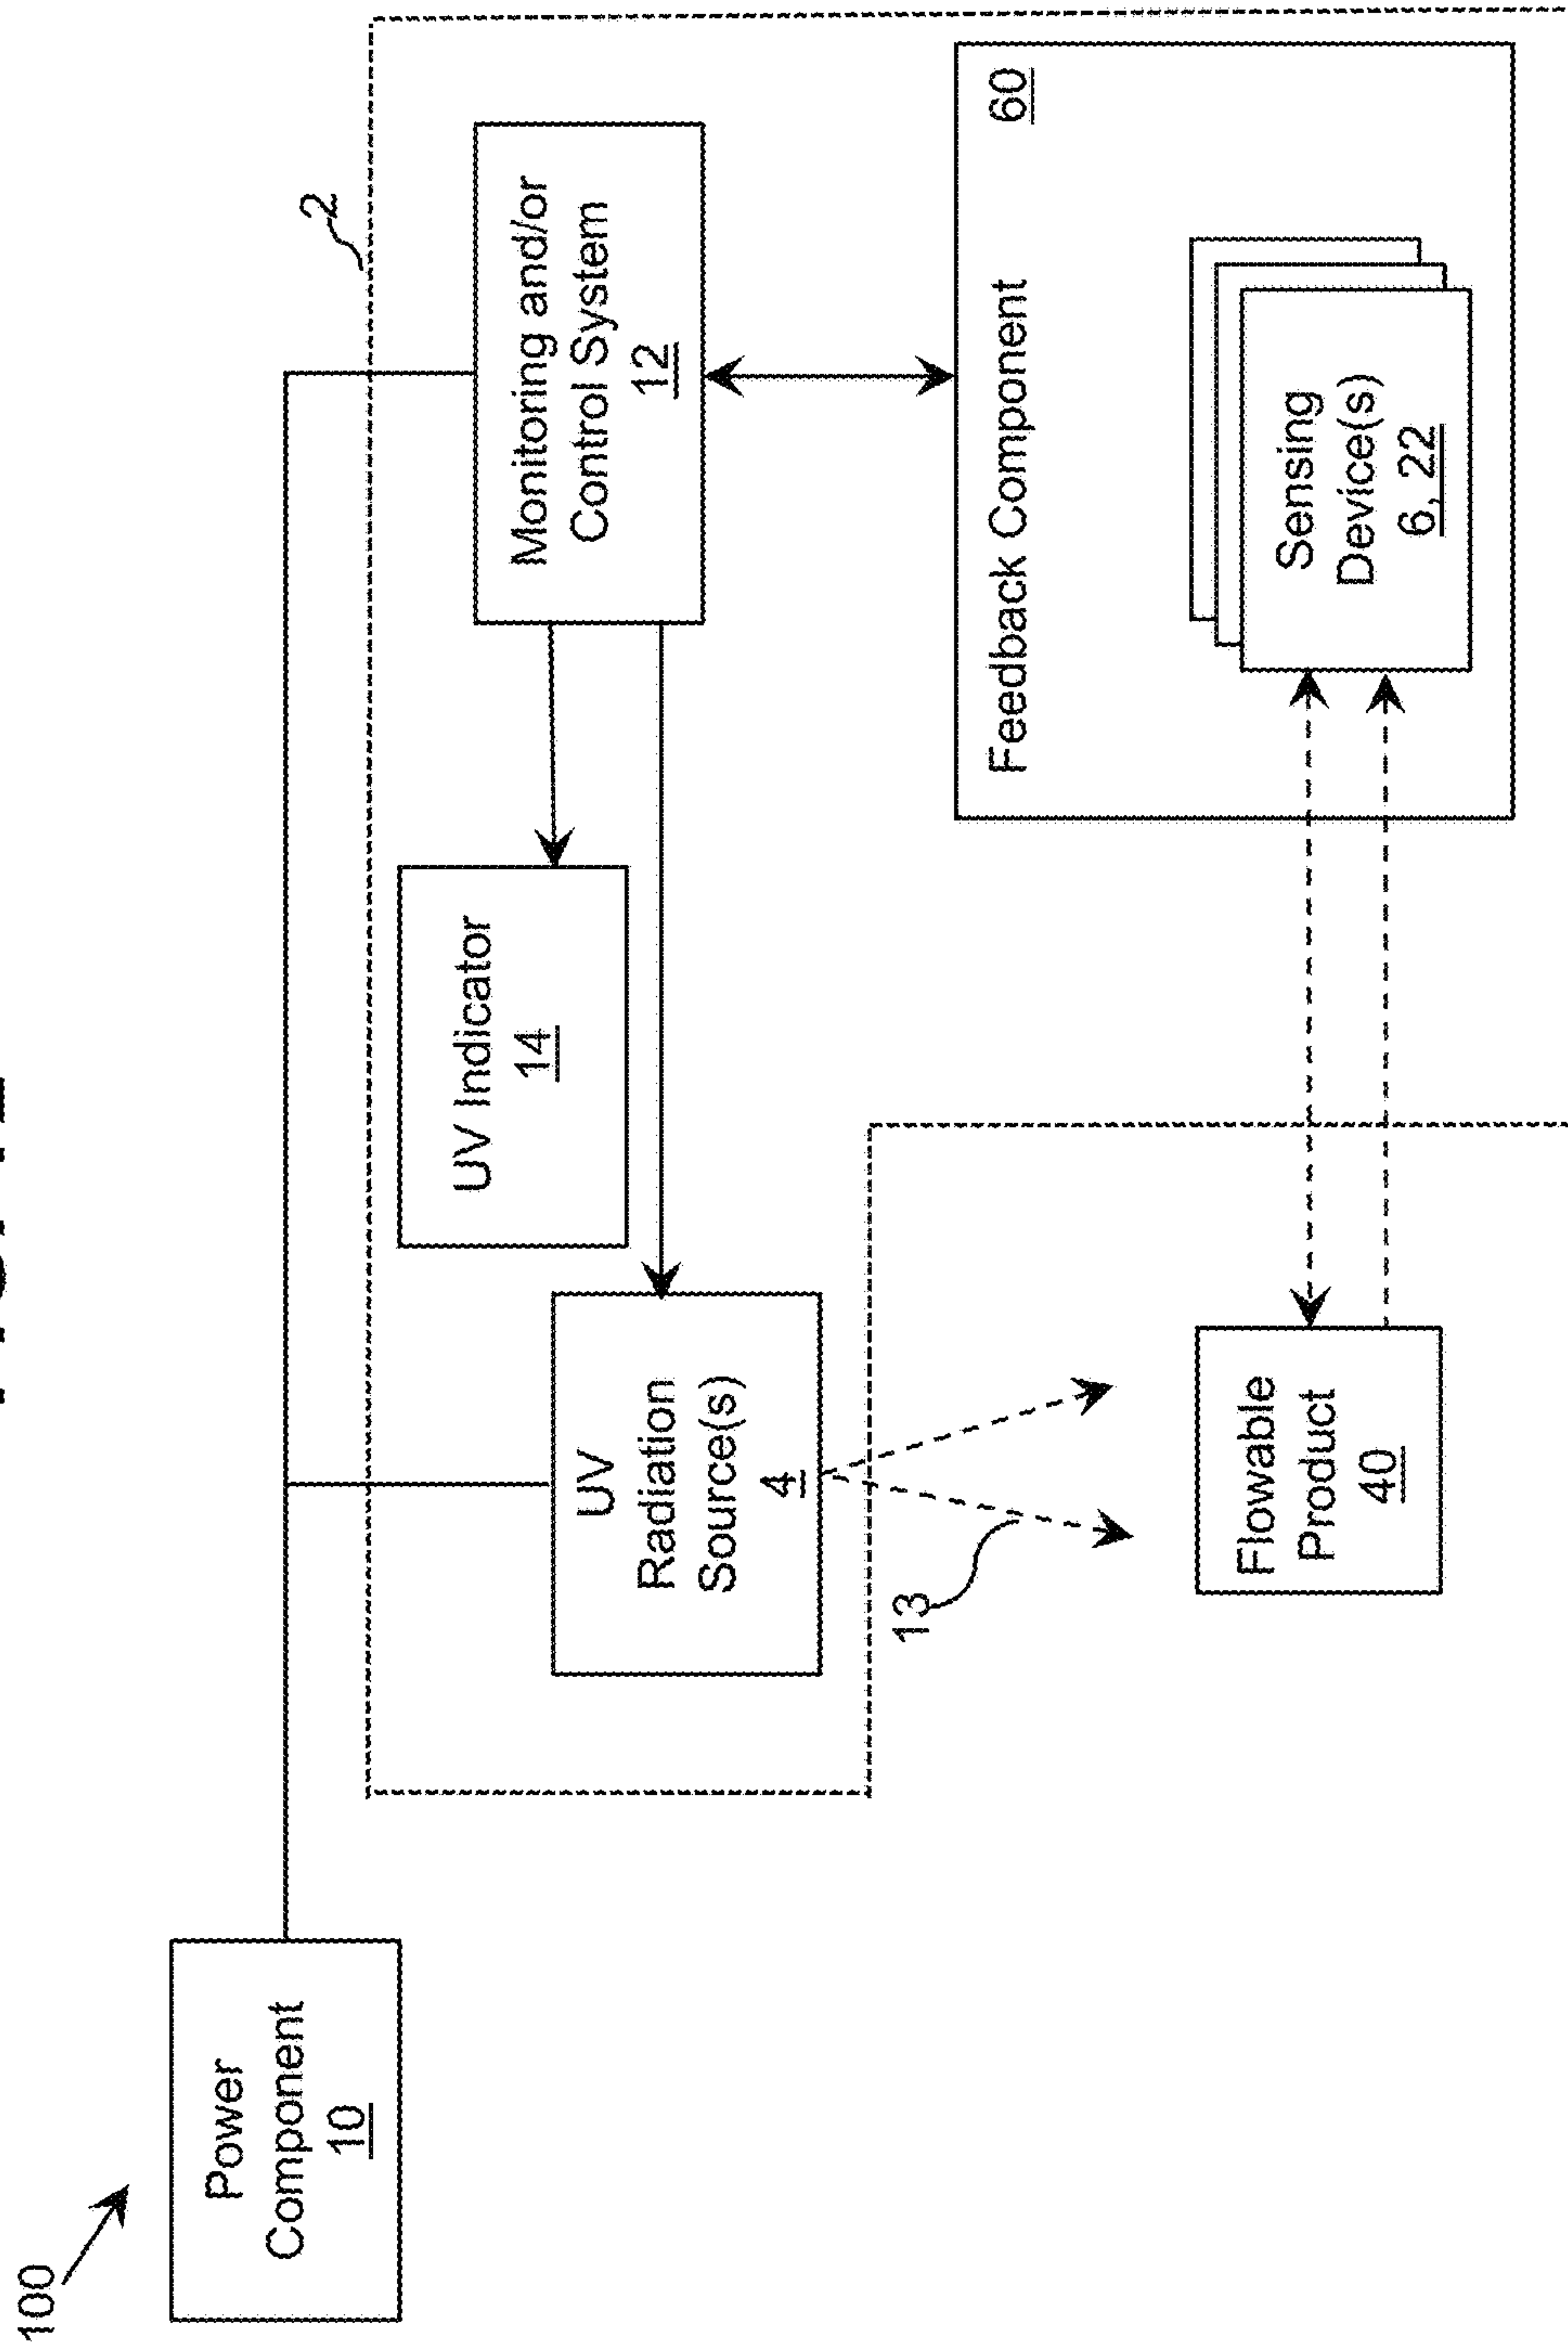 100
Power
Component
10
2
UV
Radiation
Source(s)
4
UV Indicator
14
Monitoring and/or
Control System
12
13
Flowable
Product
40
Feedback Component
60
Sensing
Device(s)
6, 22